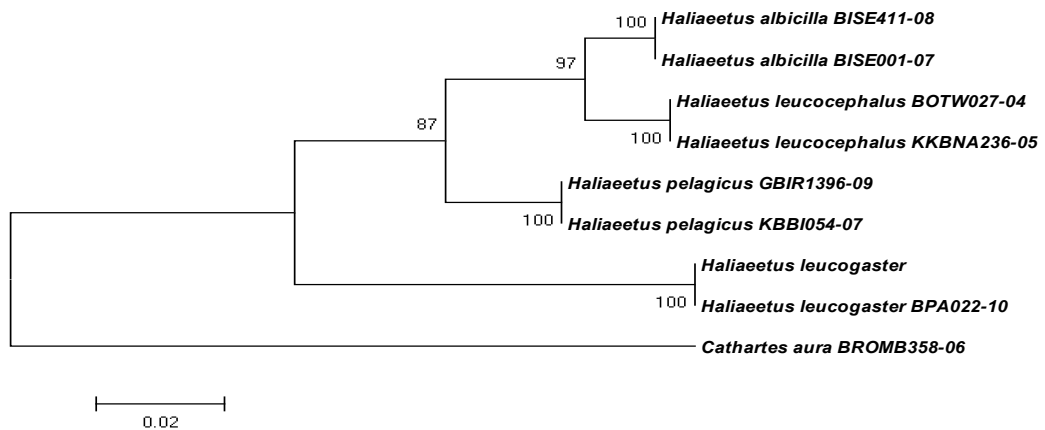 Haliaeetus albicilla BISE411-08
100
Haliaeetus albicilla BISE001-07
97
Haliaeetus leucocephalus BOTW027-04
87
100
Haliaeetus leucocephalus KKBNA236-05
Haliaeetus pelagicus GBIR1396-09
100
Haliaeetus pelagicus KBBI054-07
Haliaeetus leucogaster
100
Haliaeetus leucogaster BPA022-10
Cathartes aura BROMB358-06
0.02